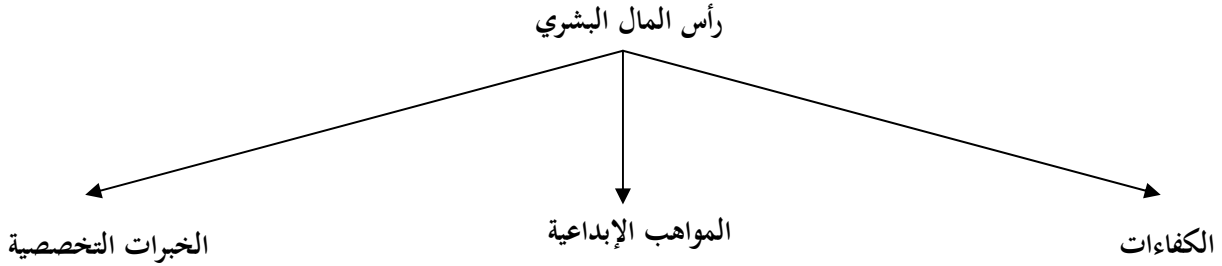 رأس المال البشري
الكفاءات
المواهب الإبداعية
الخبرات التخصصية